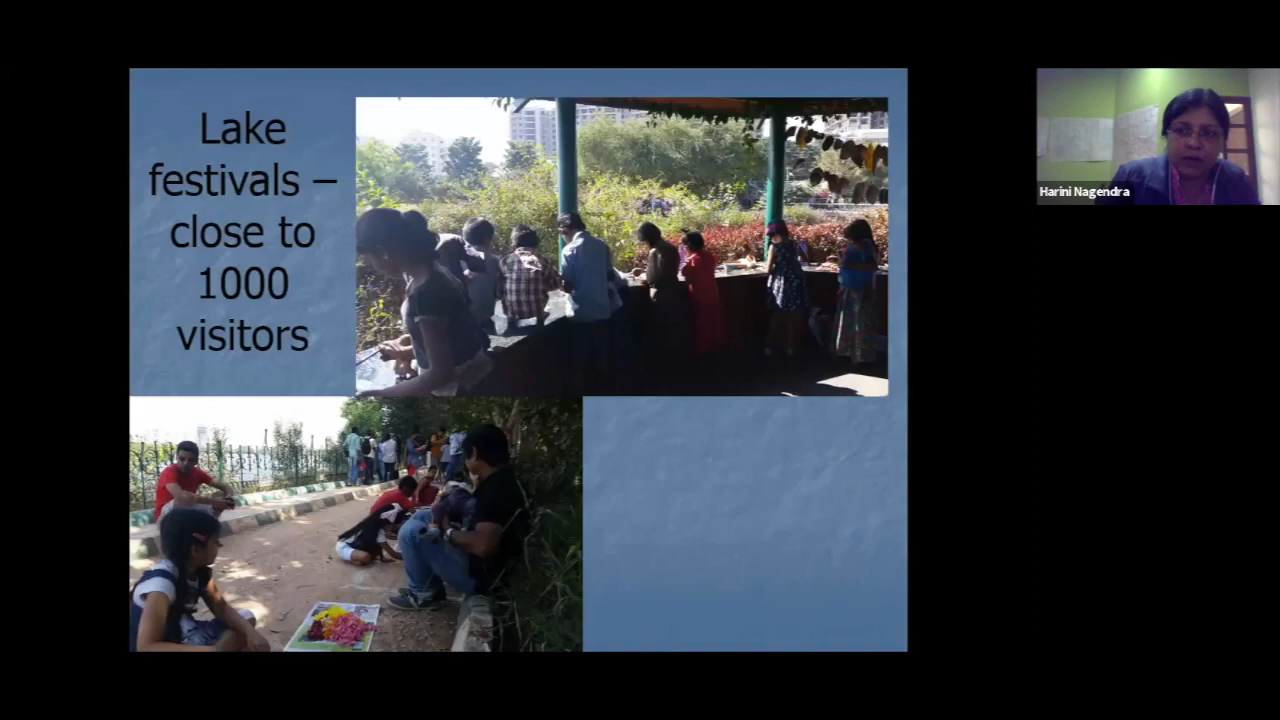 Lake
festivals –
close to
1000
visitors
Harini Nagendra